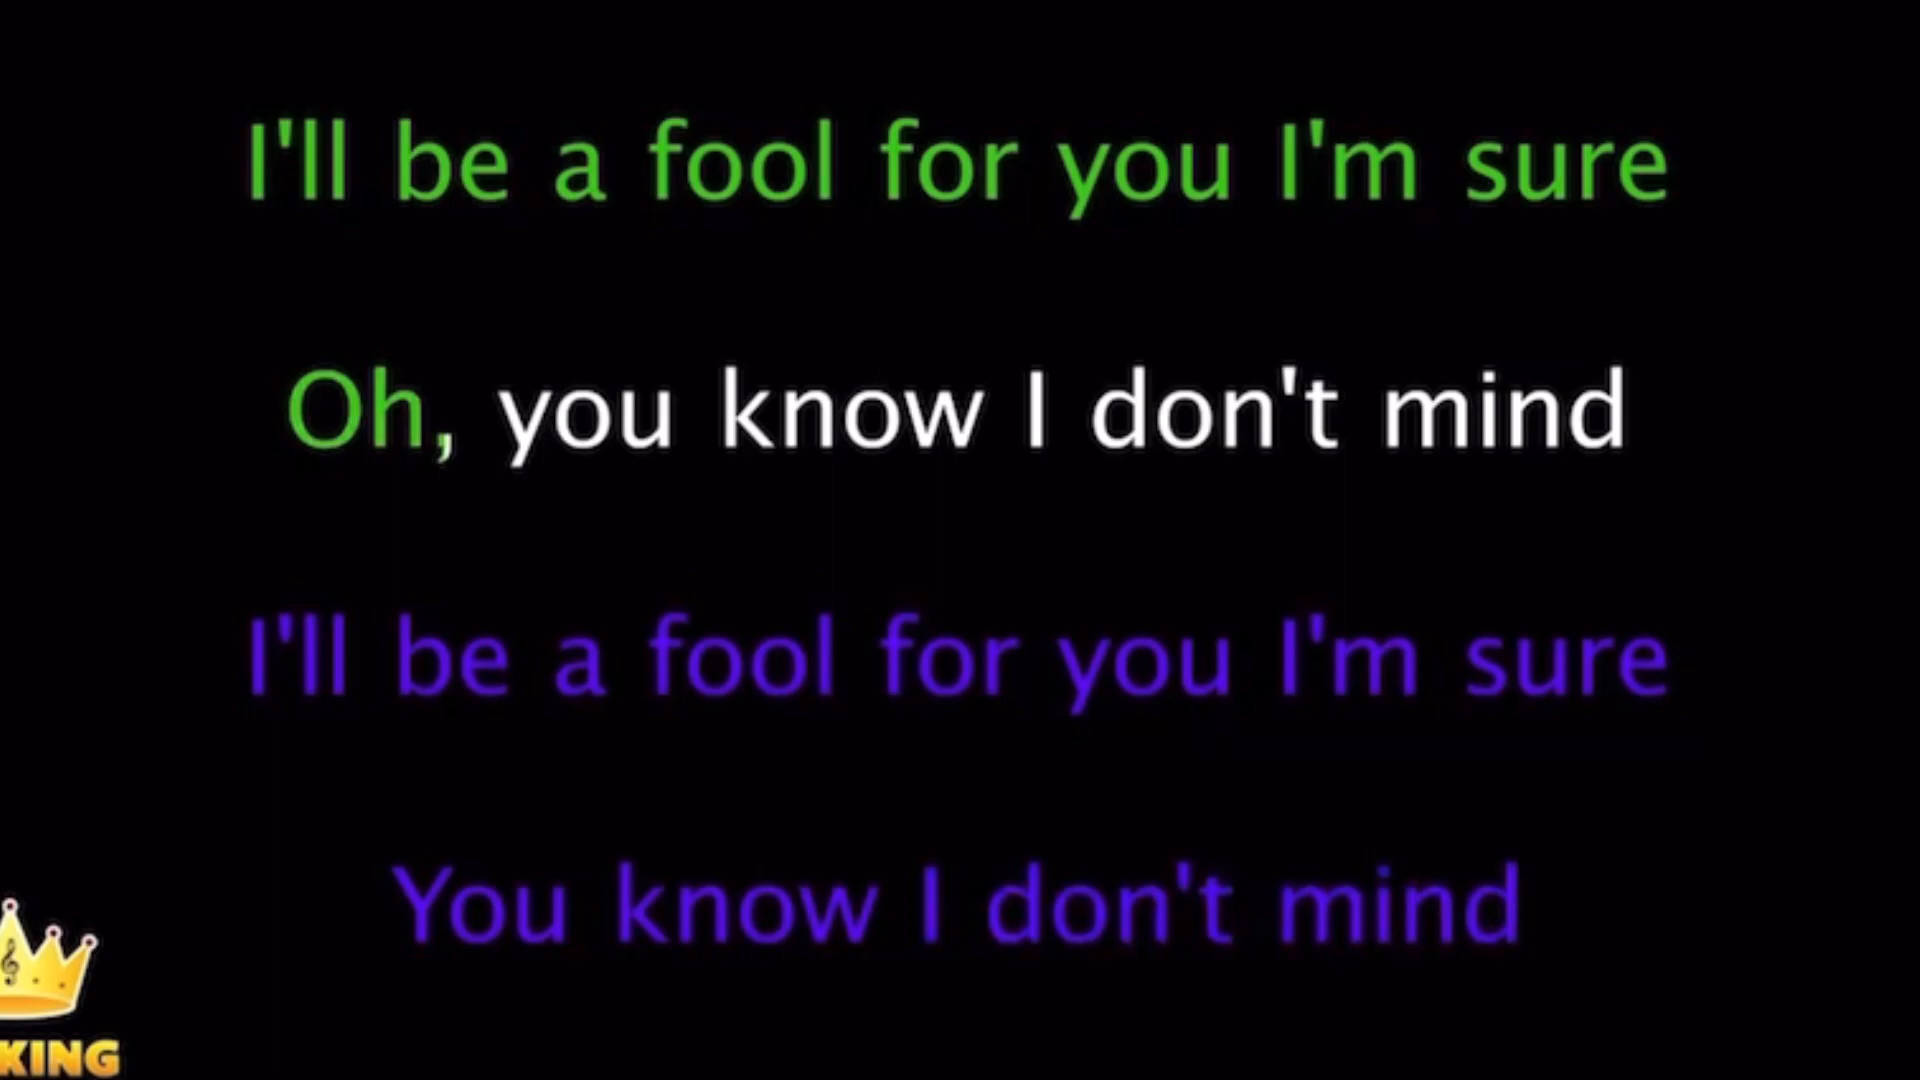 I'll be a fool for you I'm sure
Oh, you know I don't mind
I'll be a fool for you I'm sure
You know I don't mind
KING